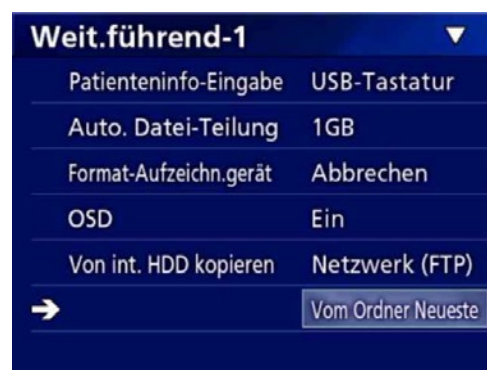 Weit.führend-1 ▼
Patienteninfo-Eingabe USB-Tastatur
Auto. Datei-Teilung 1GB
Format-Aufzeichn.gerät Abbrechen
OSD Ein
Von int. HDD kopieren Netzwerk (FTP)
➔ Vom Ordner Neueste